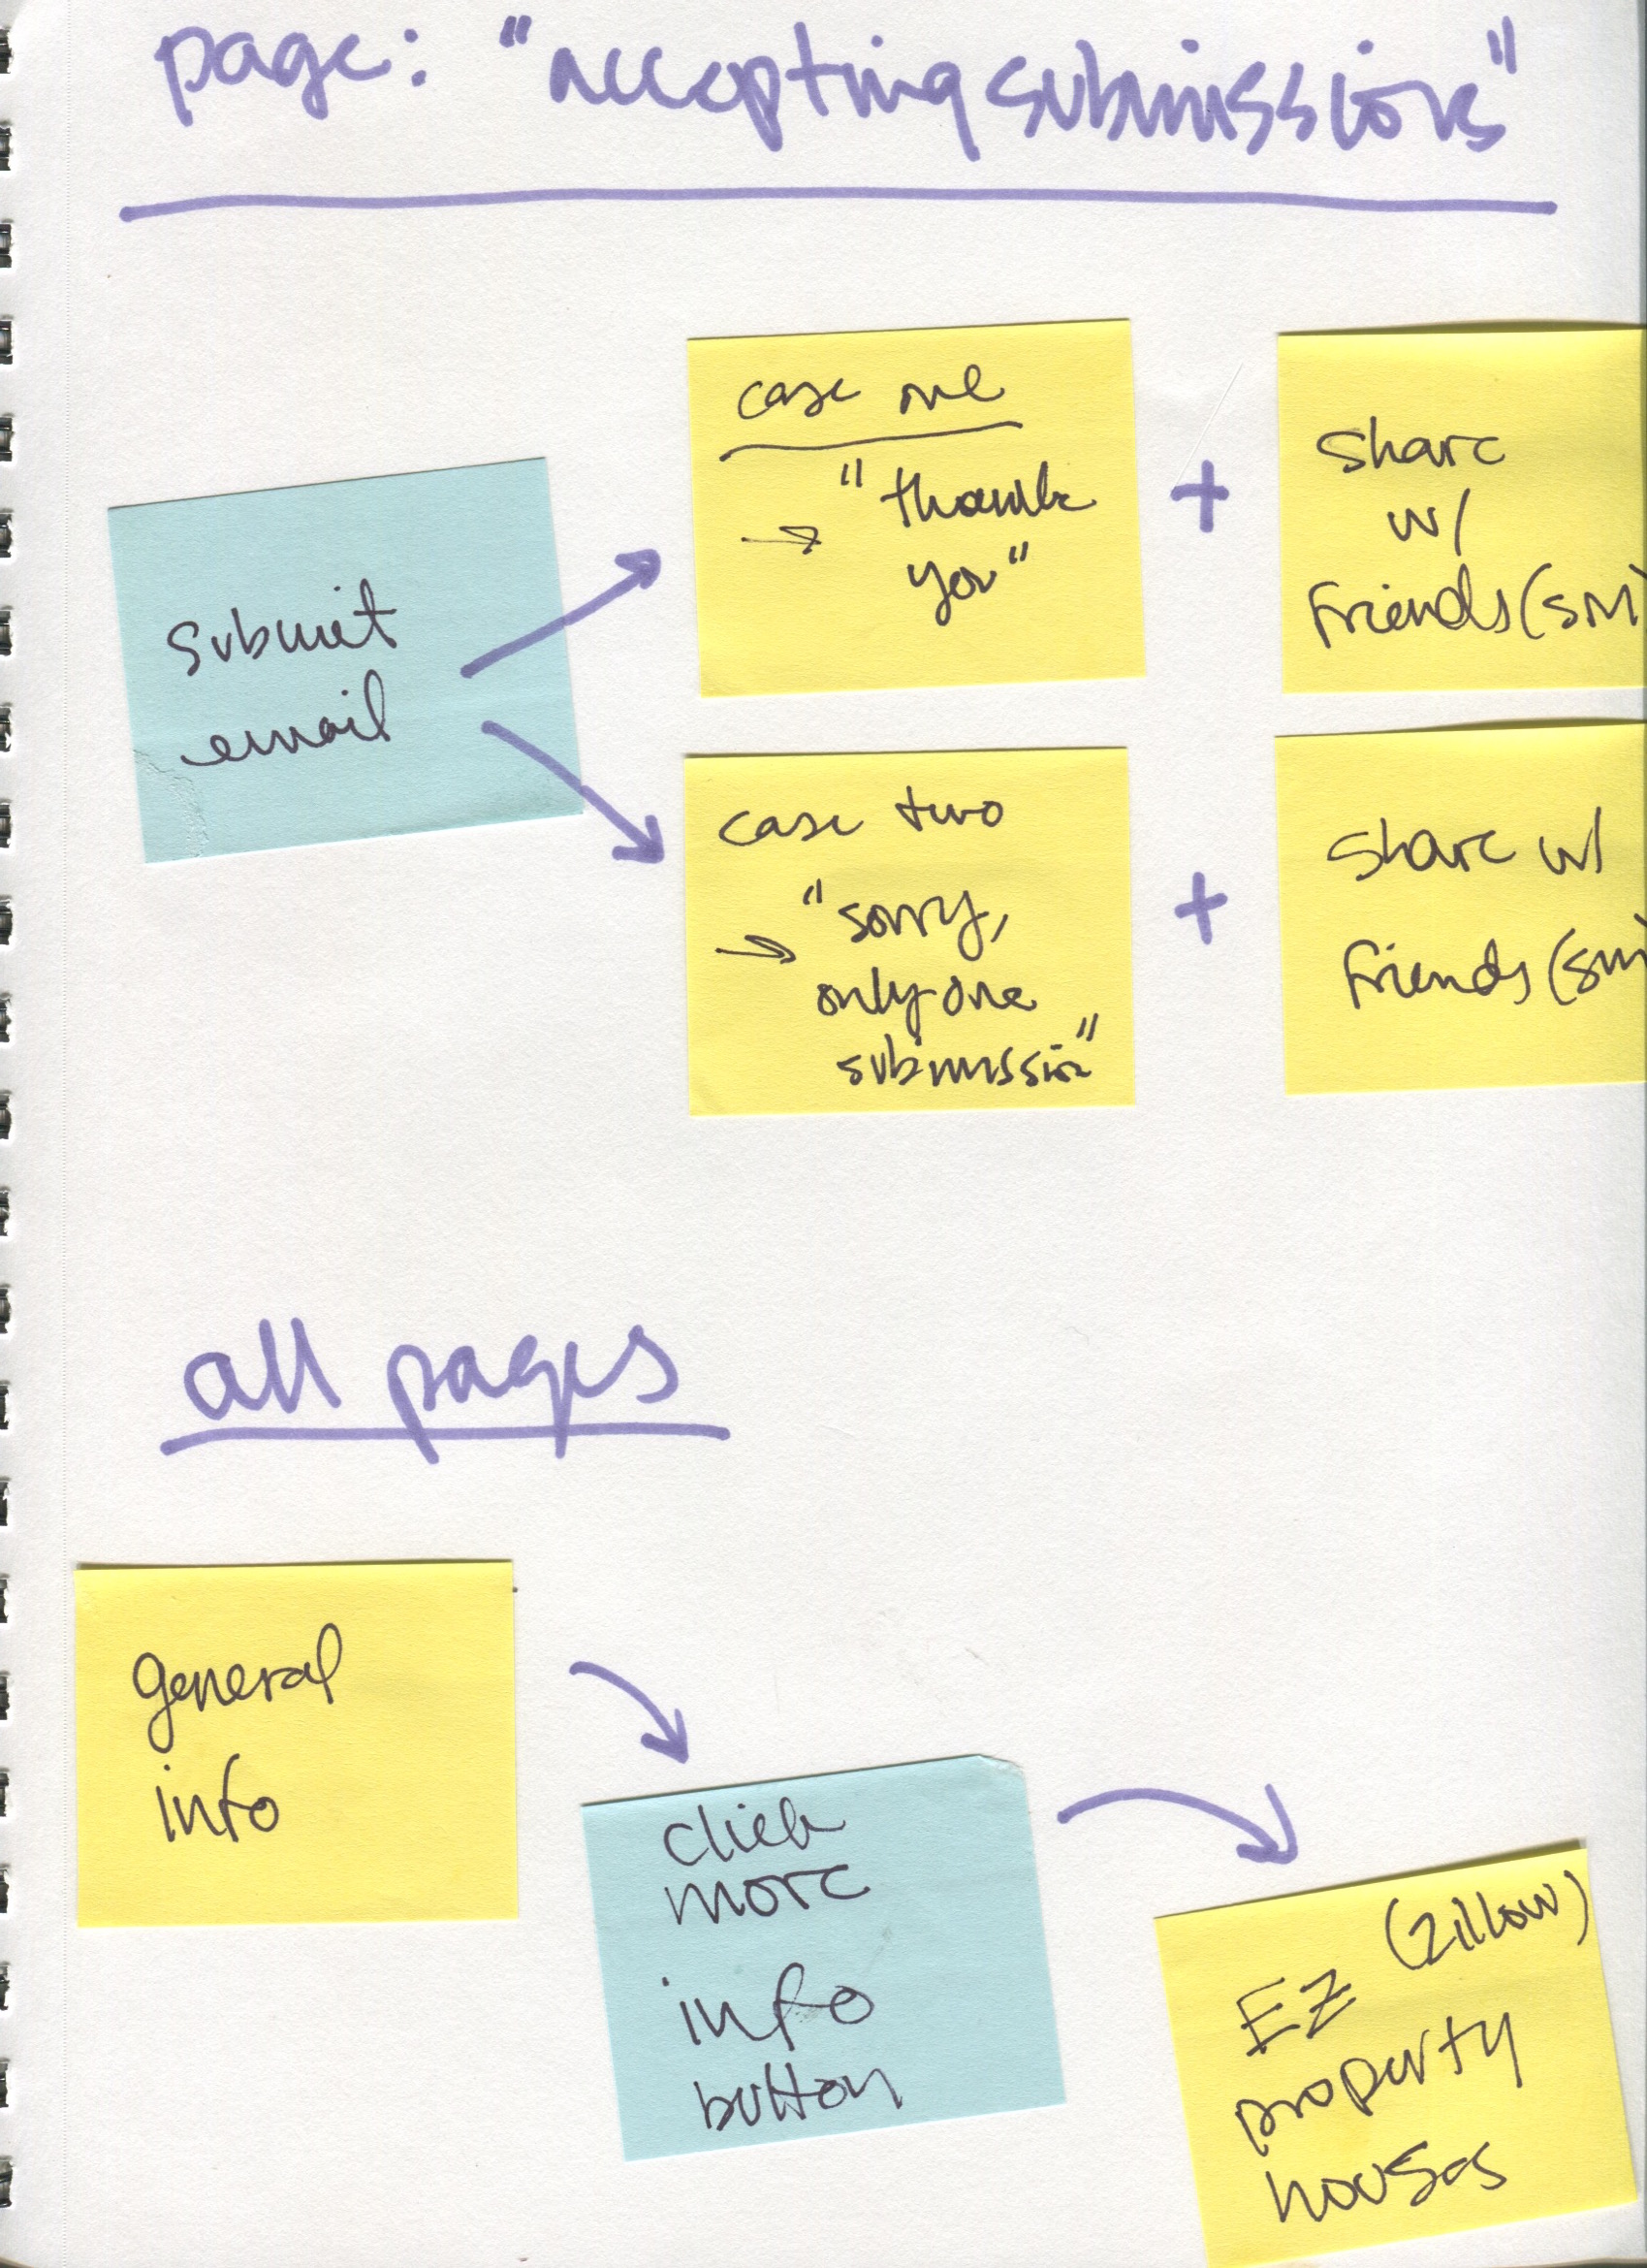 page: "accepting submissions"
case one
"thank
→ you"
+
share
w/
friends (SM)
submit
email
case two
"sorry,
→ only one
submission"
+
share w/
friends (SM)
all pages
general
info
click
more
info
button
(Zillow)
EZ
property
houses